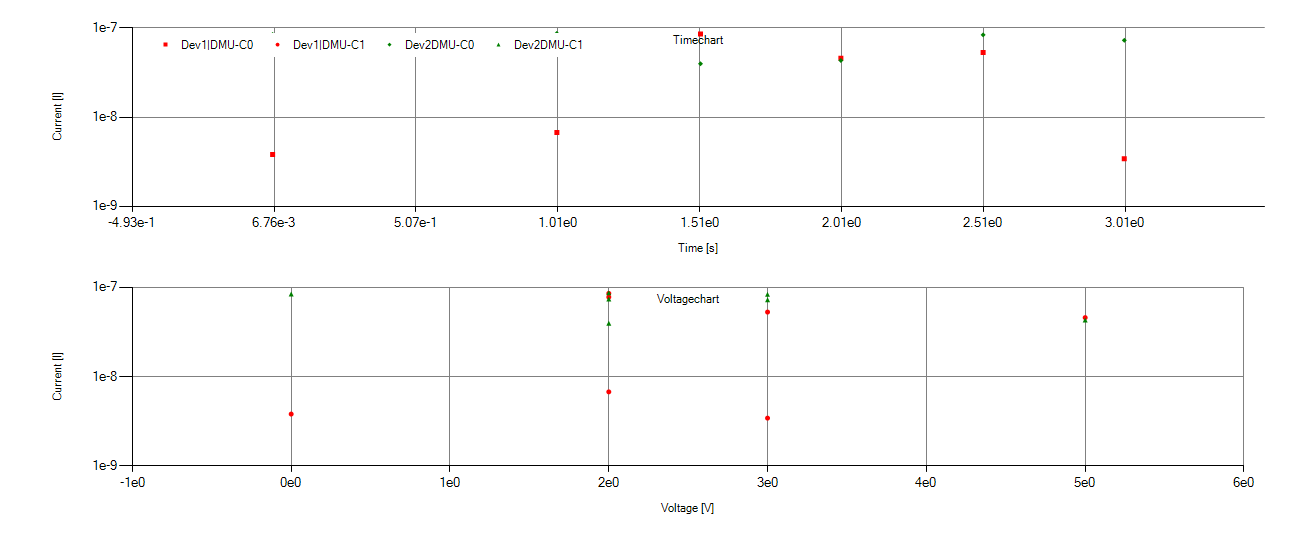 1e-7
Dev1|DMU-C0 Dev1|DMU-C1 Dev2DMU-C0 Dev2DMU-C1
Timechart
Current [I]
1e-8
1e-9
-4.93e-1 6.76e-3 5.07e-1 1.01e0 1.51e0 2.01e0 2.51e0 3.01e0
Time [s]
1e-7
Voltagechart
Current [I]
1e-8
1e-9
-1e0 0e0 1e0 2e0 3e0 4e0 5e0 6e0
Voltage [V]